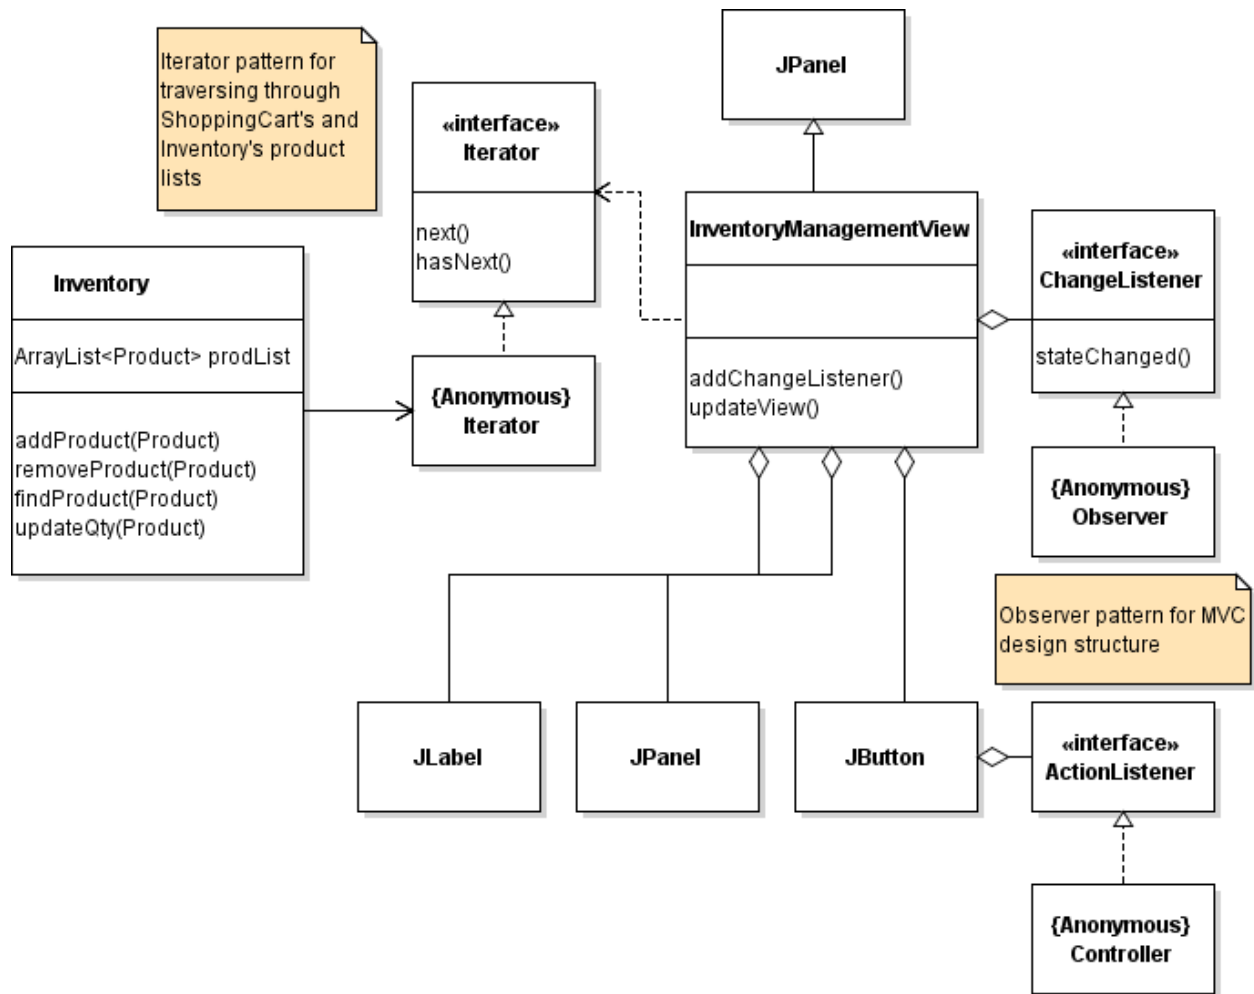 Iterator pattern for
traversing through
ShoppingCart's and
Inventory's product
lists
«interface»
Iterator
next()
hasNext()
JPanel
InventoryManagementView
addChangeListener()
updateView()
«interface»
ChangeListener
stateChanged()
Inventory
ArrayList<Product> prodList
addProduct(Product)
removeProduct(Product)
findProduct(Product)
updateQty(Product)
{Anonymous}
Iterator
{Anonymous}
Observer
Observer pattern for MVC
design structure
JLabel
JPanel
JButton
«interface»
ActionListener
{Anonymous}
Controller